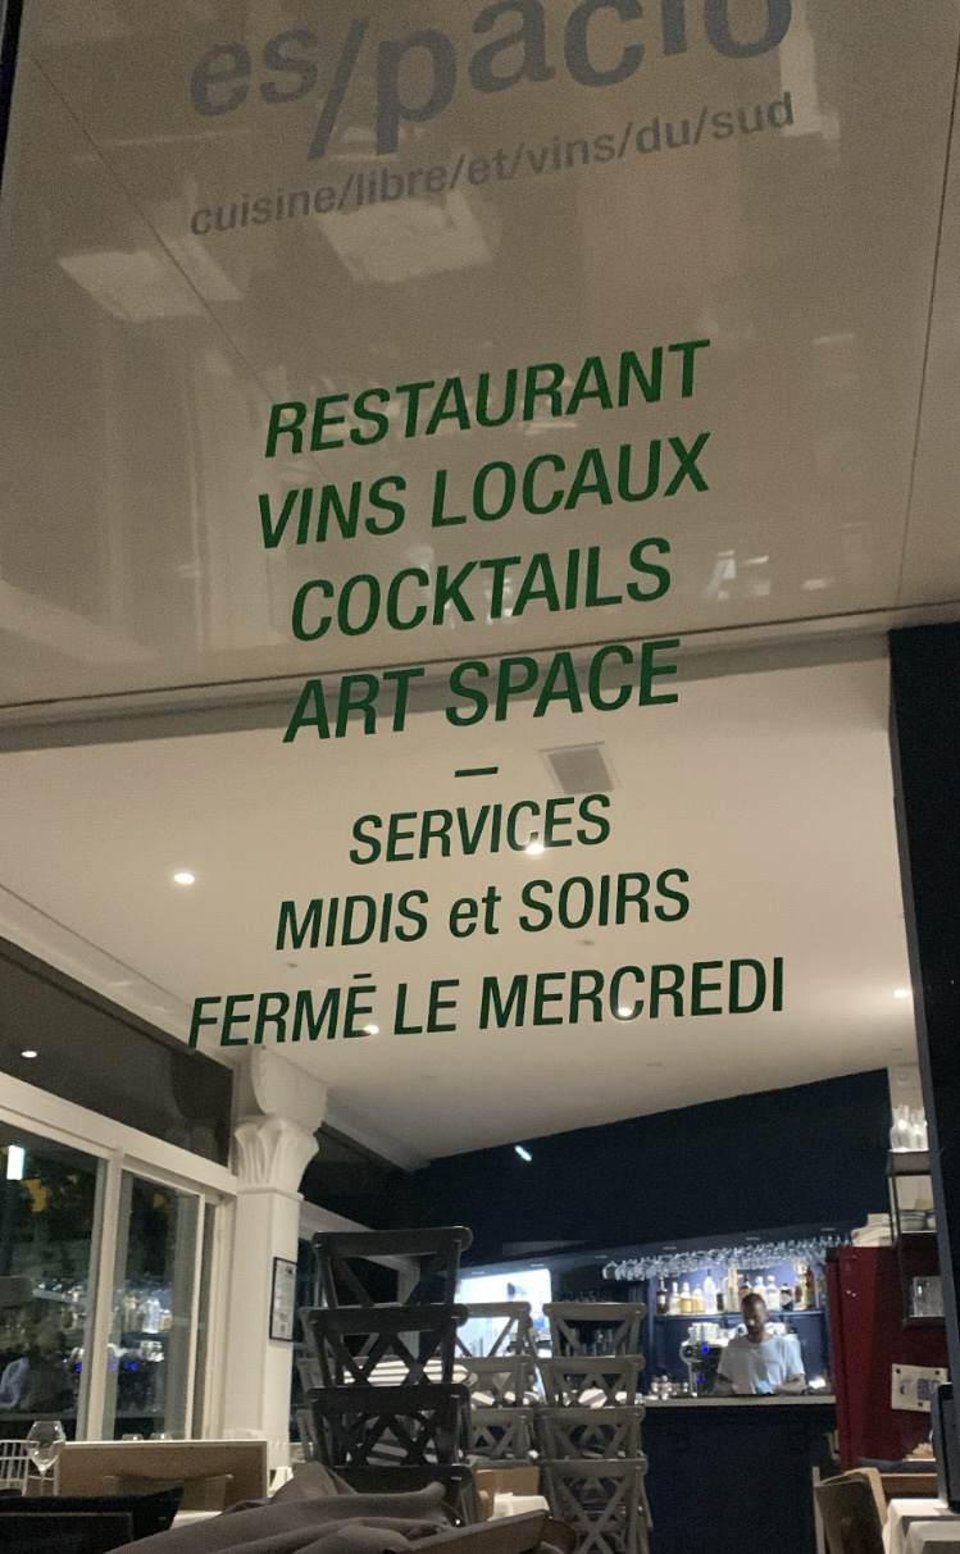 es/pacio
cuisine/libre/et/vins/du/sud
RESTAURANT
VINS LOCAUX
COCKTAILS
ART SPACE
–
SERVICES
MIDIS et SOIRS
FERMĒ LE MERCREDI